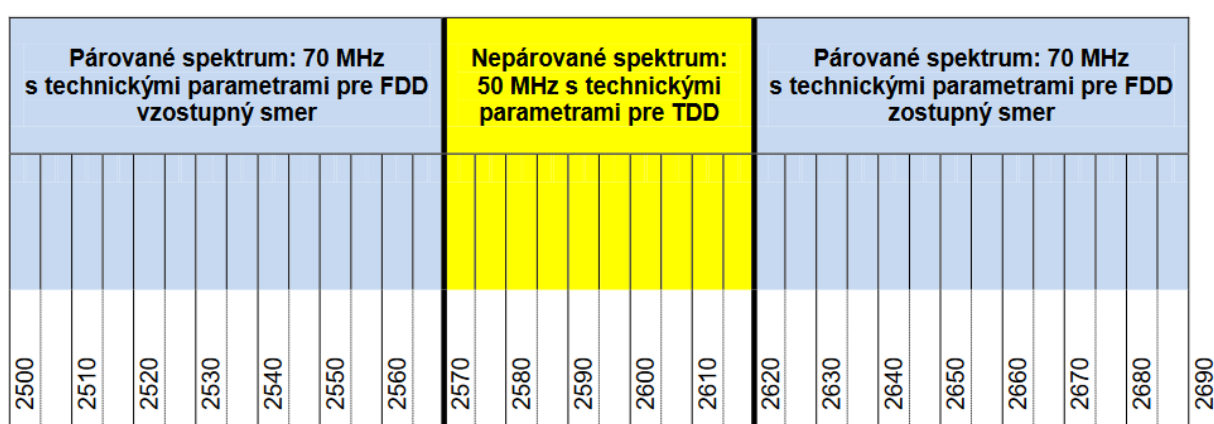 Párované spektrum: 70 MHz
s technickými parametrami pre FDD
vzostupný smer
Nepárované spektrum:
50 MHz s technickými
parametrami pre TDD
Párované spektrum: 70 MHz
s technickými parametrami pre FDD
zostupný smer
2500
2510
2520
2530
2540
2550
2560
2570
2580
2590
2600
2610
2620
2630
2640
2650
2660
2670
2680
2690